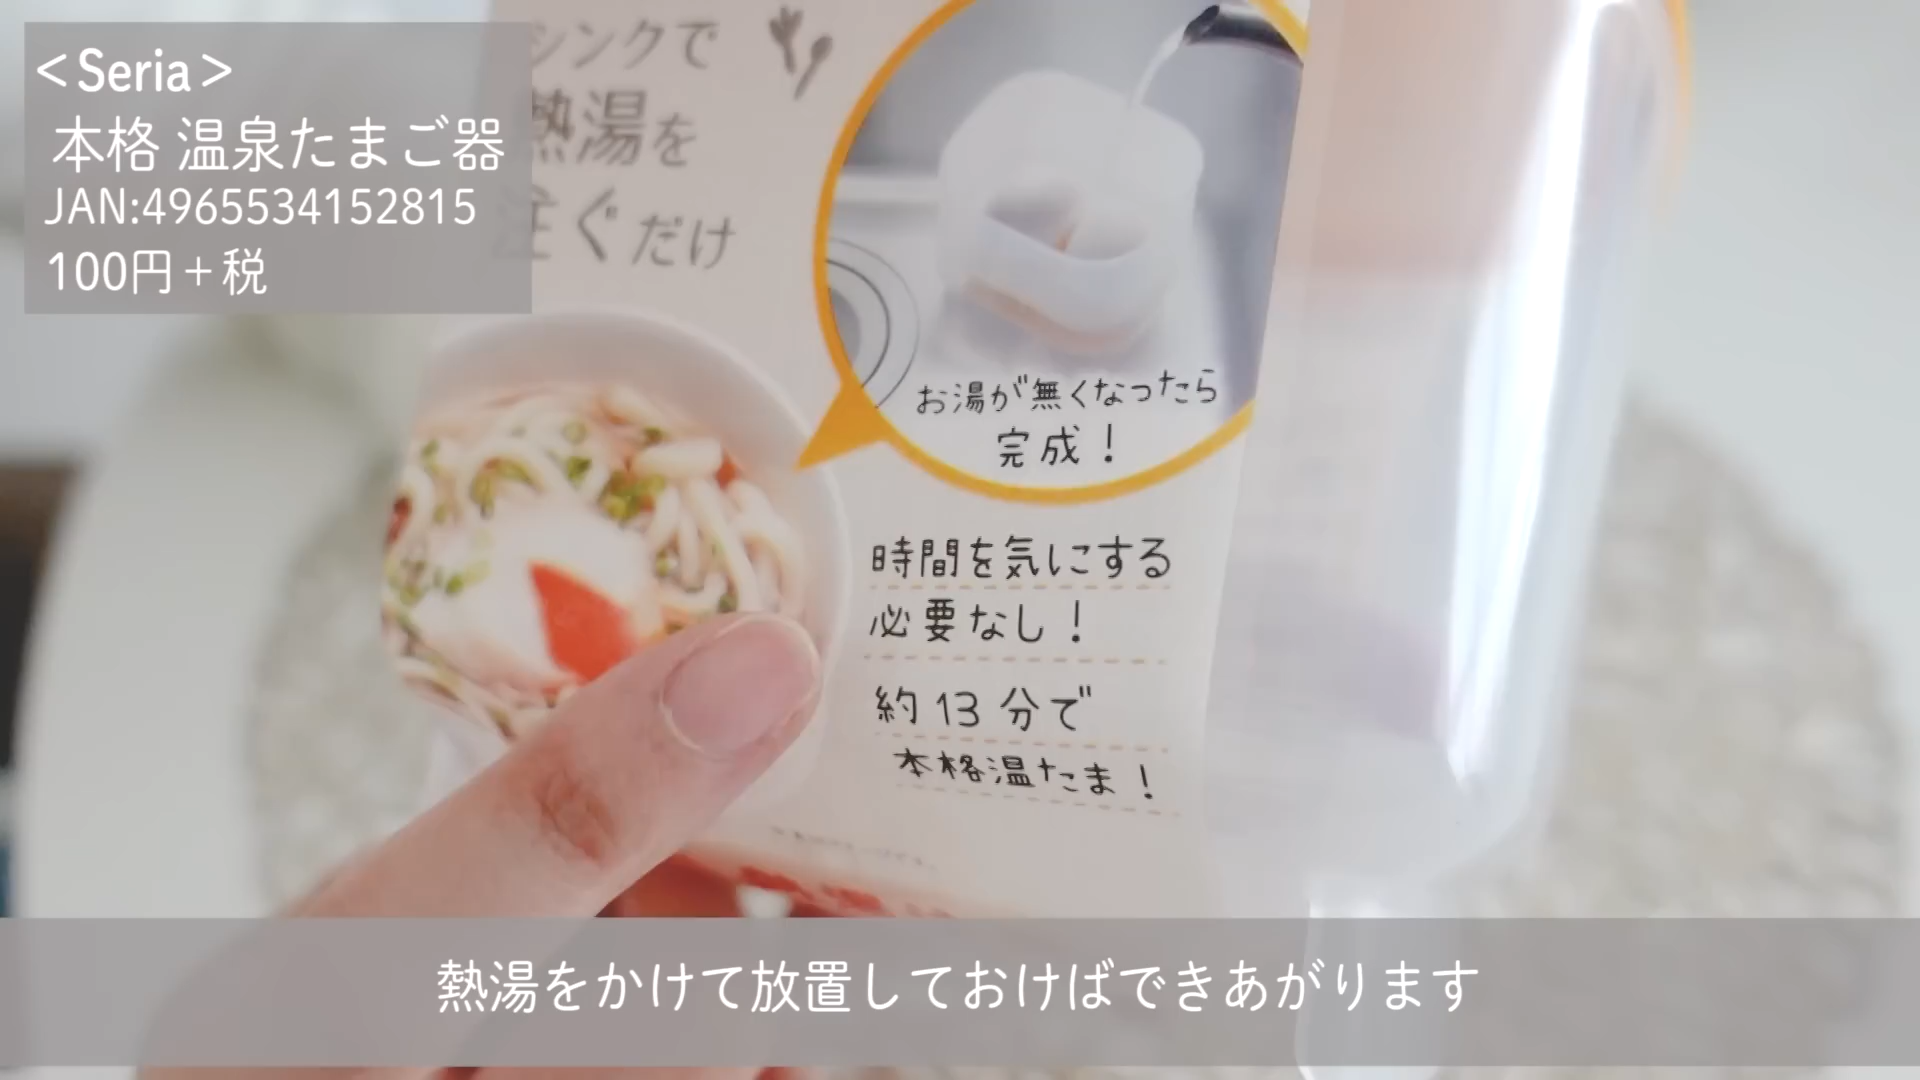 <Seria>
本格 温泉たまご器
JAN:4965534152815
100円+税
シンクで
熱湯を
注ぐだけ
お湯が無くなったら
完成!
時間を気にする
必要なし!
約13分で
本格温たま!
熱湯をかけて放置しておけばできあがります